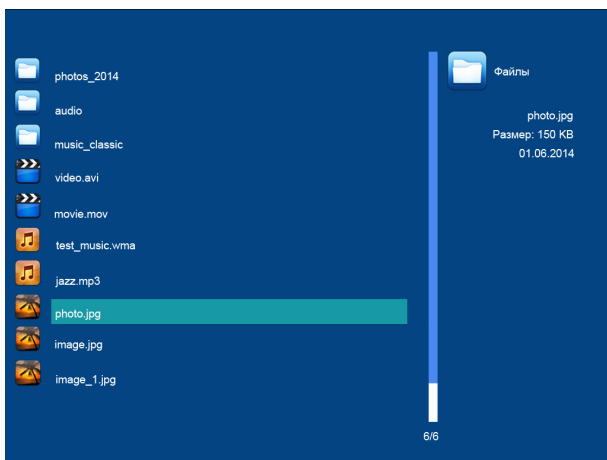 photos_2014
audio
music_classic
video.avi
movie.mov
test_music.wma
jazz.mp3
photo.jpg
image.jpg
image_1.jpg
Файлы
photo.jpg
Размер: 150 KB
01.06.2014
6/6